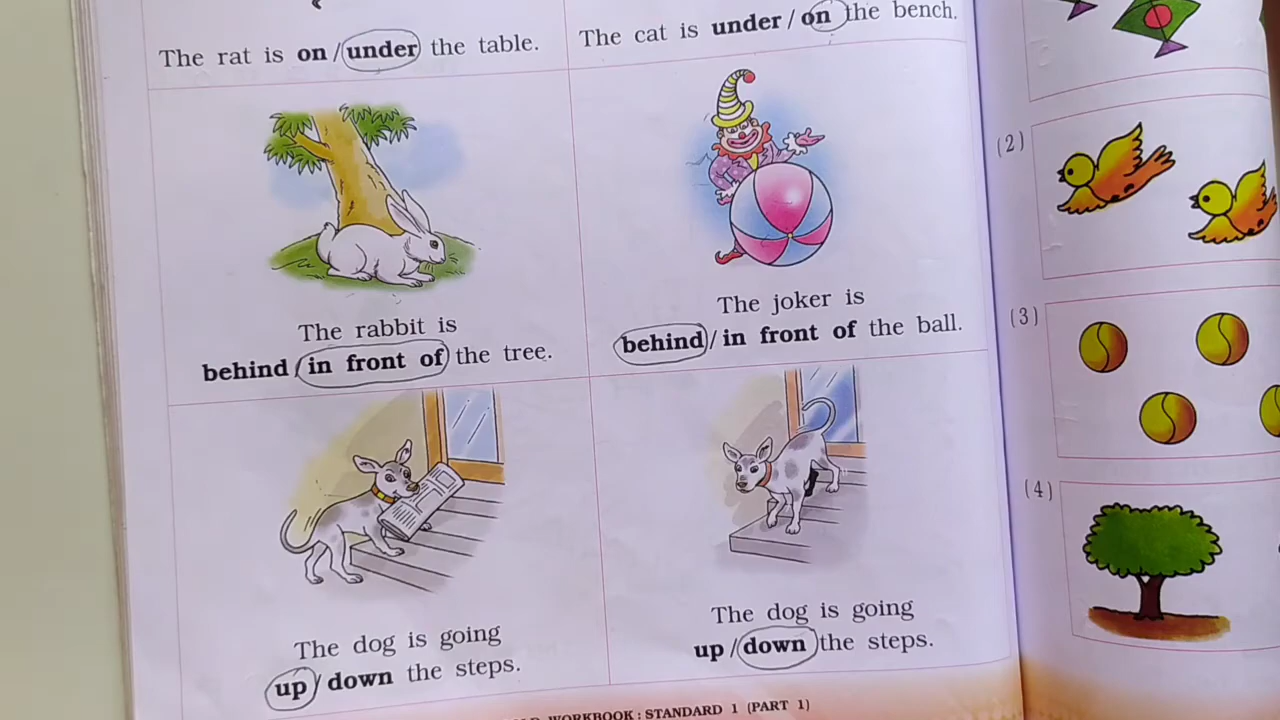 The rat is on / under the table.
The cat is under / on the bench.
The rabbit is
behind / in front of the tree.
The joker is
behind / in front of the ball.
The dog is going
up / down the steps.
The dog is going
up / down the steps.
WORKBOOK : STANDARD 1 (PART 1)
(2)
(3)
(4)